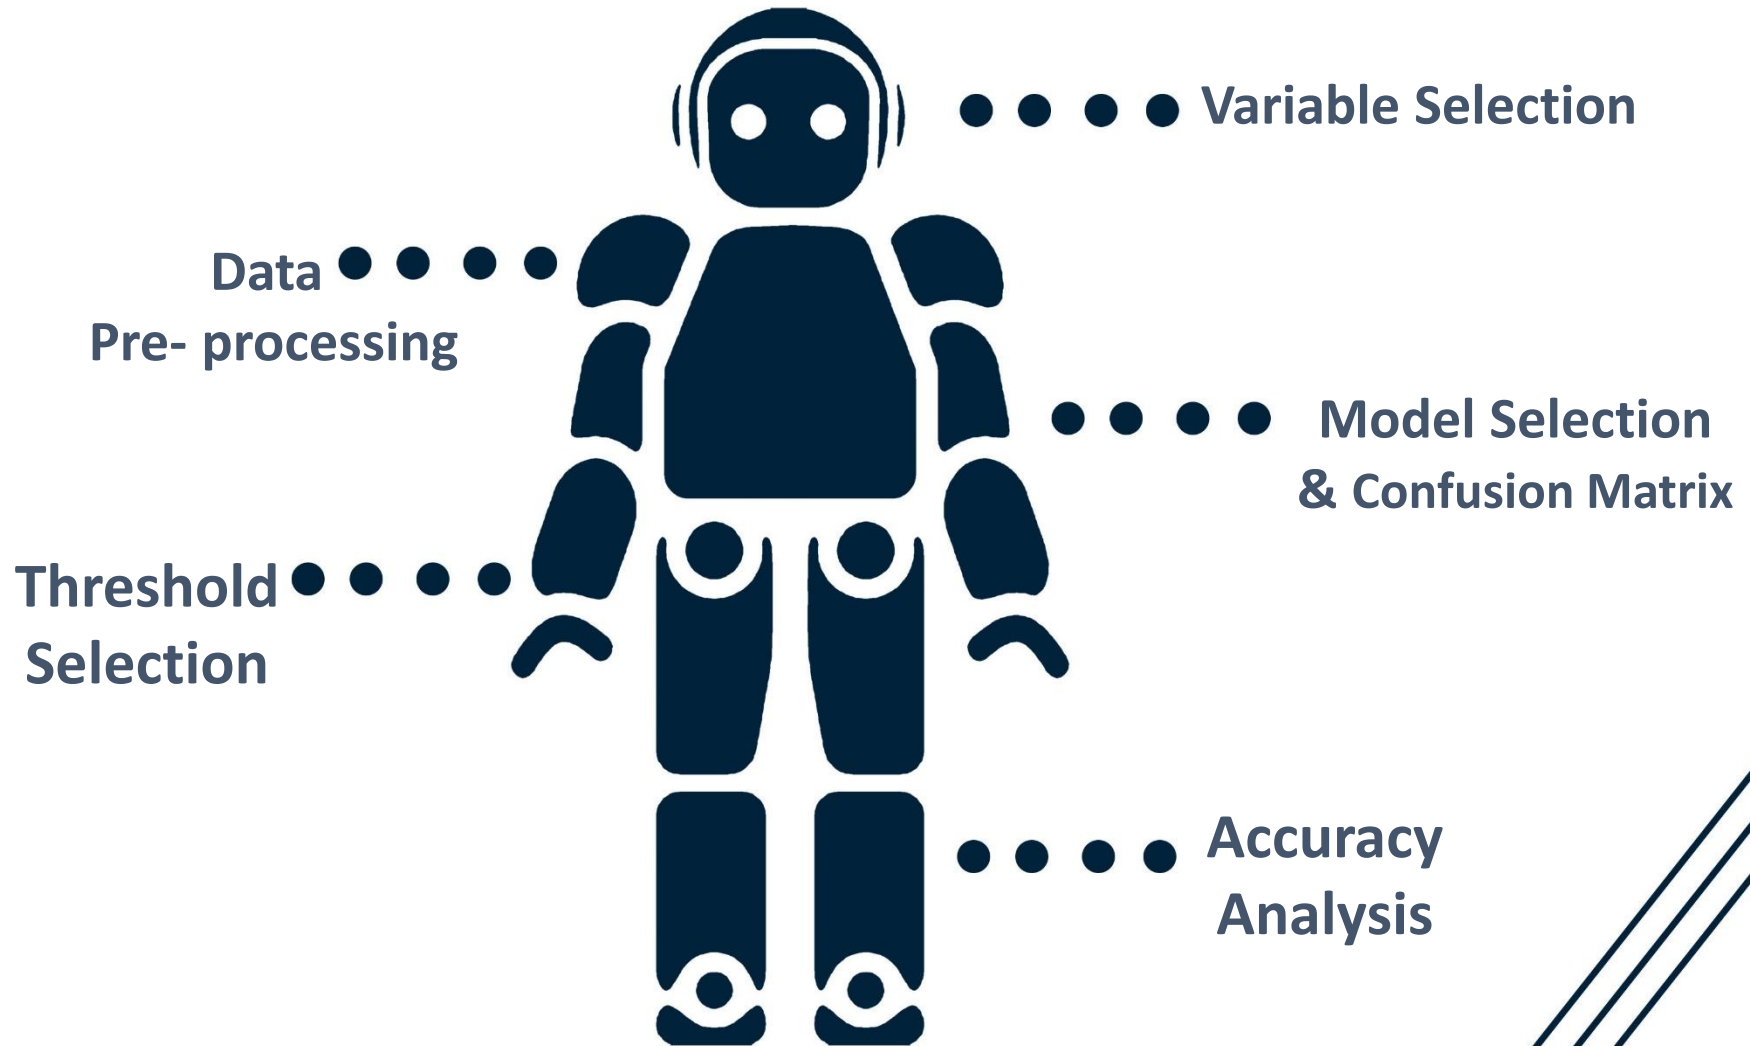 Variable Selection
Data
Pre- processing
Model Selection
& Confusion Matrix
Threshold
Selection
Accuracy
Analysis